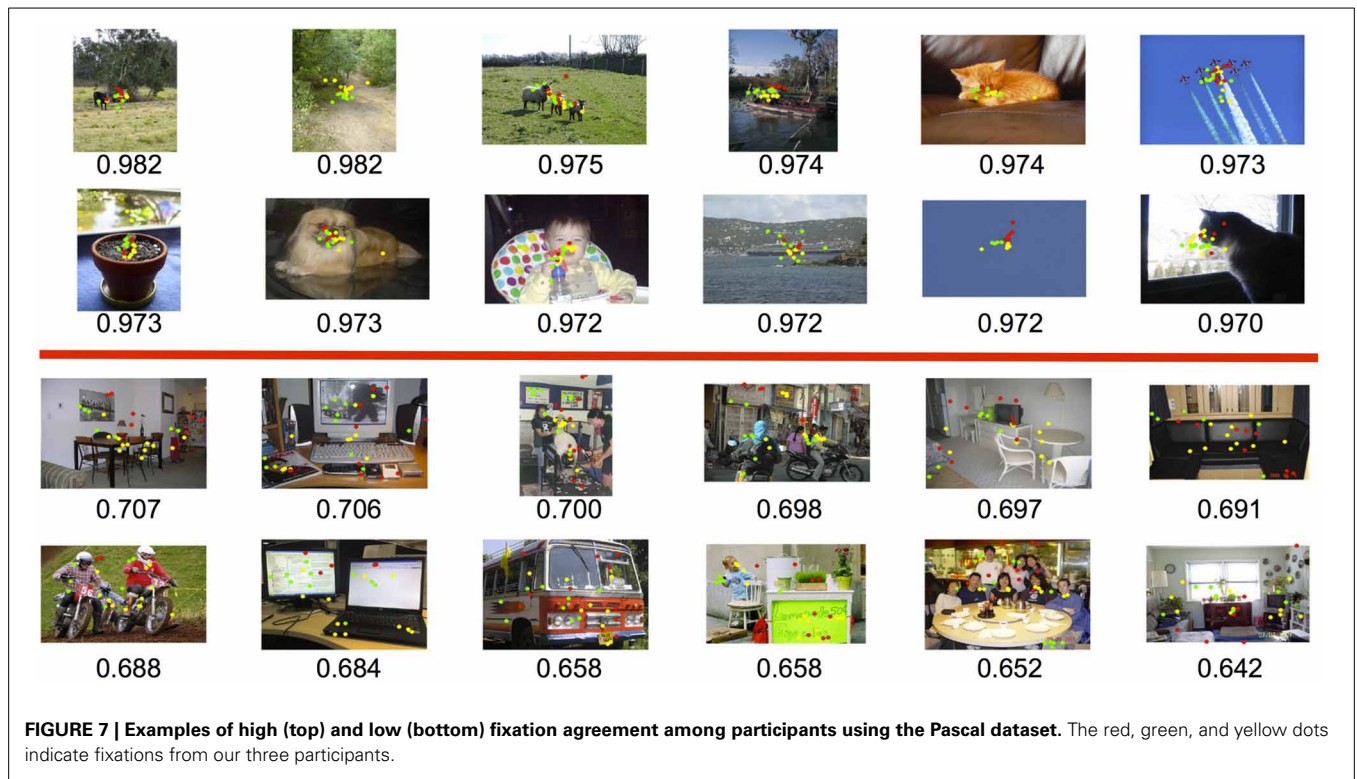 0.982 0.982 0.975 0.974 0.974 0.973
0.973 0.973 0.972 0.972 0.972 0.970
0.707 0.706 0.700 0.698 0.697 0.691
86
0.688 0.684 0.658 0.658 0.652 0.642
FIGURE 7 | Examples of high (top) and low (bottom) fixation agreement among participants using the Pascal dataset. The red, green, and yellow dots
indicate fixations from our three participants.